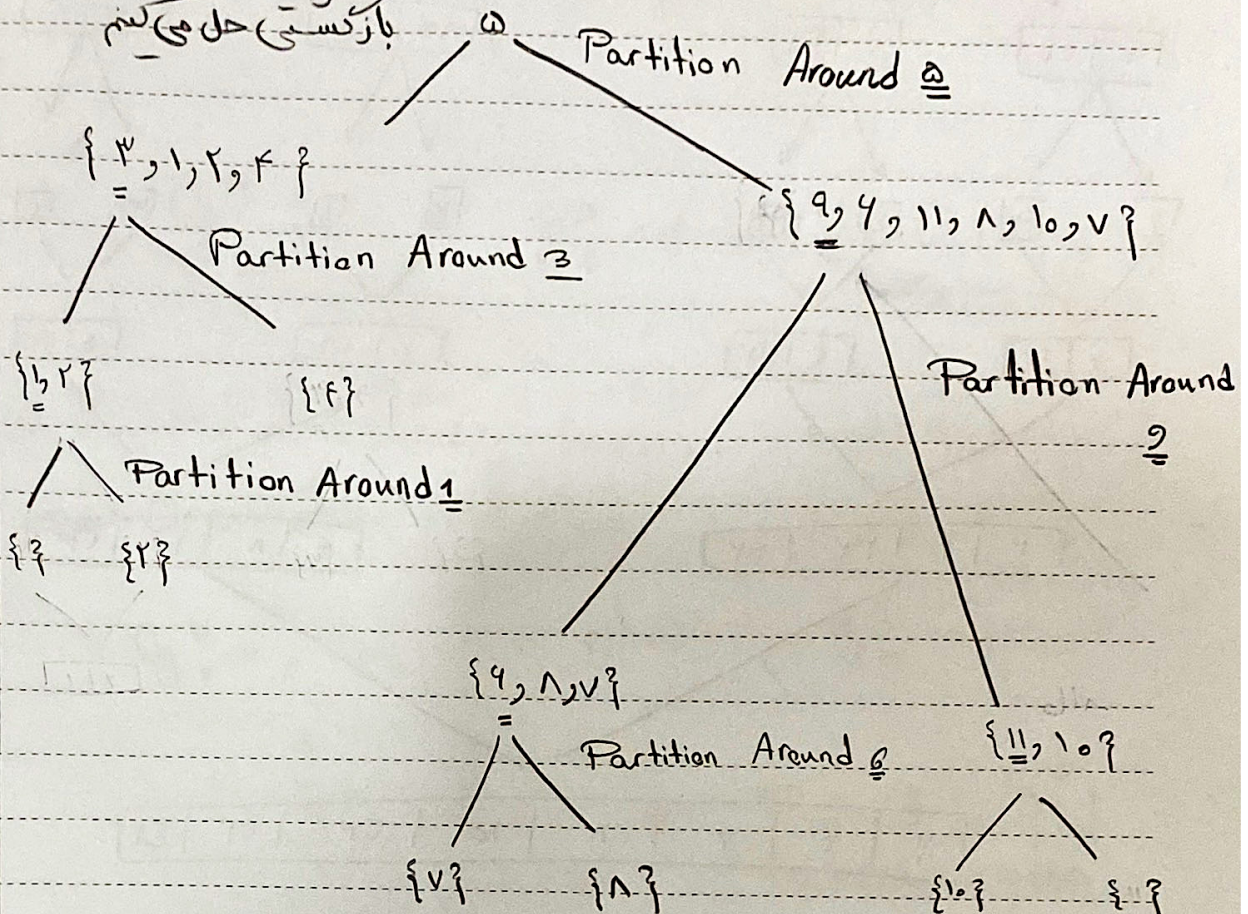 بازگشتی حل می‌کنیم
۵ Partition Around ۵
{۳, ۱, ۲, ۴}
{۹, ۶, ۱۱, ۸, ۱۰, ۷}
Partition Around 3
{۱, ۲} {۴}
Partition Around
9
Partition Around 1
{} {۲}
{۶, ۸, ۷}
Partition Around 6
{۱۱, ۱۰}
{۷} {۸} {۱۰} { }